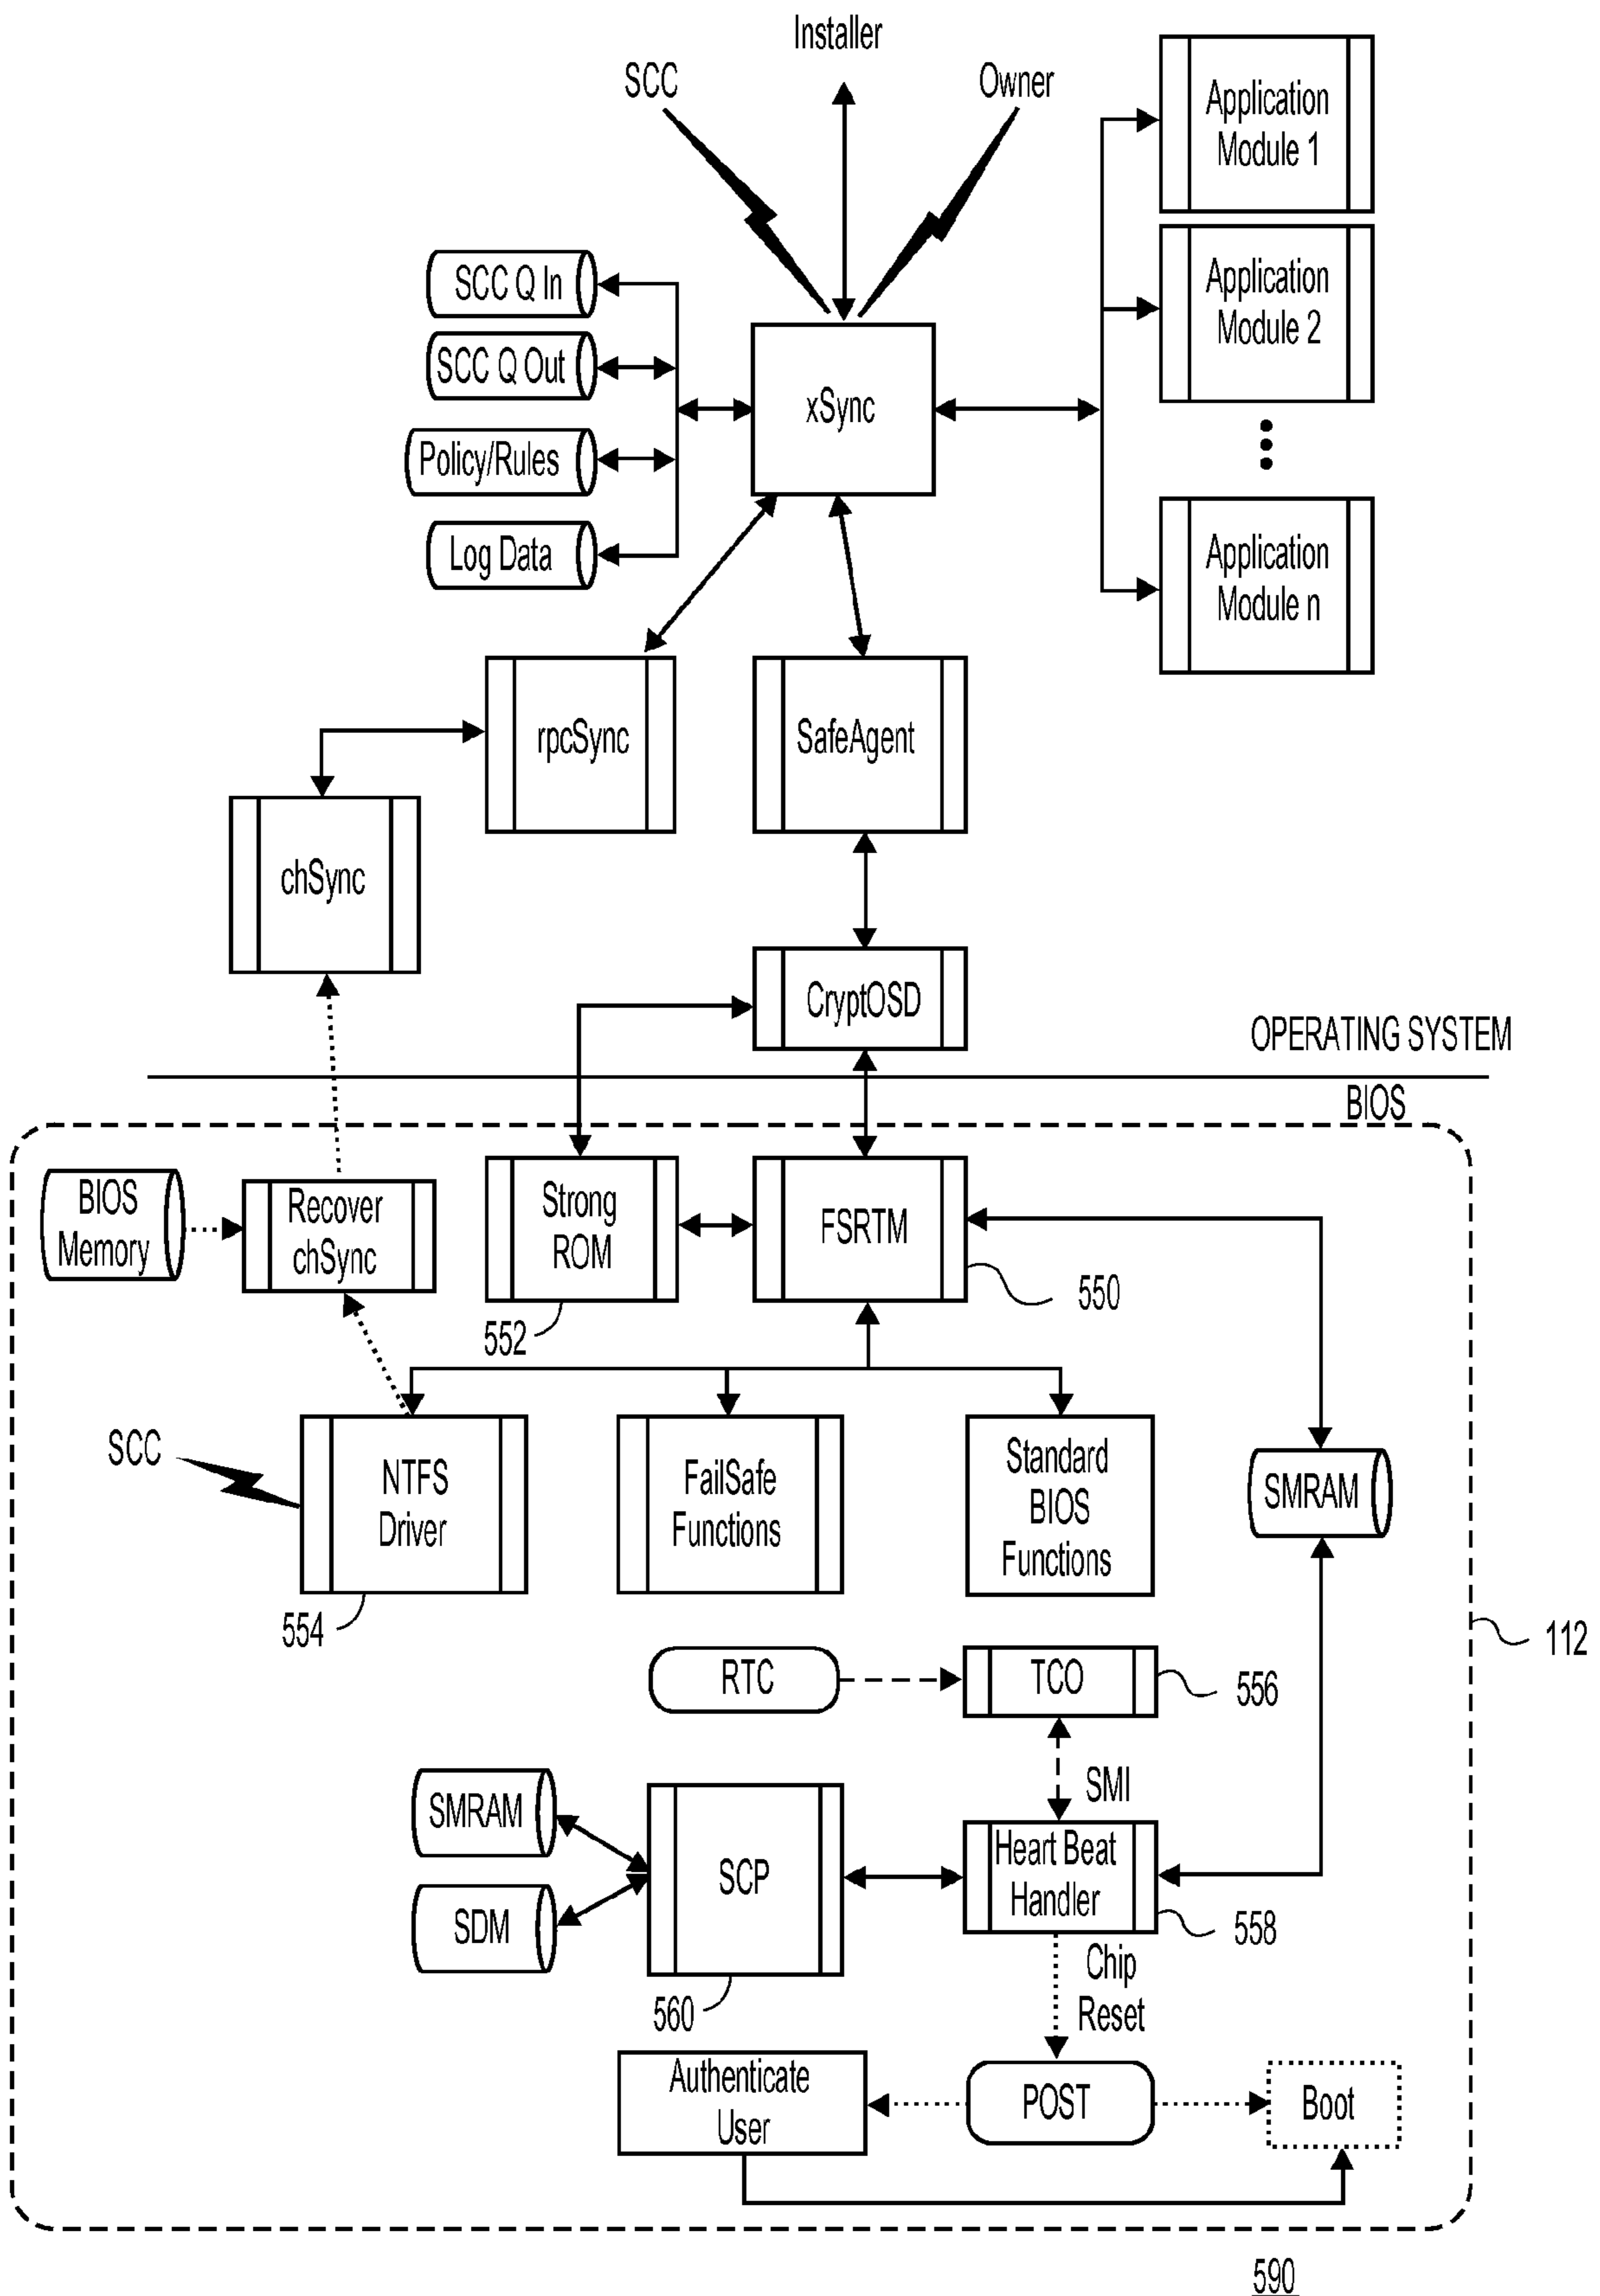 Installer
SCC
Owner
Application
Module 1
SCC Q In
Application
Module 2
SCC Q Out
xSync
Policy/Rules
Log Data
Application
Module n
rpcSync
SafeAgent
chSync
CryptOSD
OPERATING SYSTEM
BIOS
BIOS
Memory
Recover
chSync
Strong
ROM
FSRTM
550
552
SCC
NTFS
Driver
FailSafe
Functions
Standard
BIOS
Functions
SMRAM
554
112
RTC
TCO
556
SMI
SMRAM
SCP
Heart Beat
Handler
SDM
558
560
Chip
Reset
Authenticate
User
POST
Boot
590